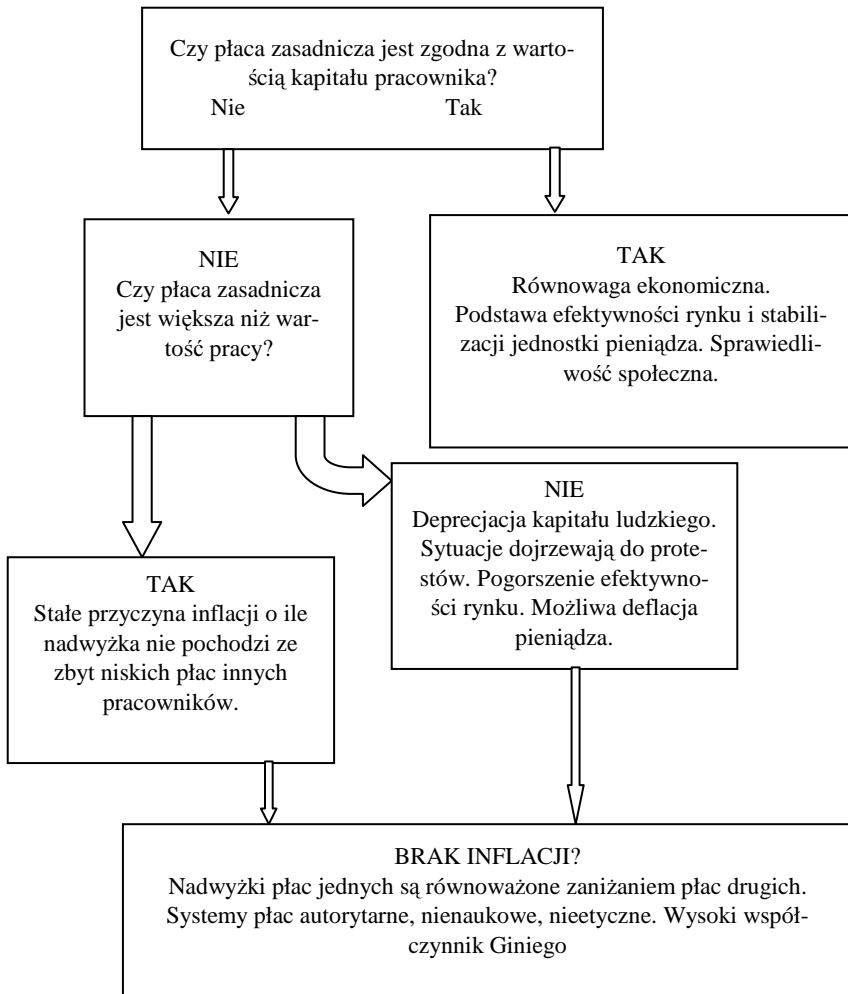 Czy płaca zasadnicza jest zgodna z warto-
ścią kapitału pracownika?
Nie Tak
NIE
Czy płaca zasadnicza
jest większa niż war-
tość pracy?
TAK
Równowaga ekonomiczna.
Podstawa efektywności rynku i stabili-
zacji jednostki pieniądza. Sprawiedli-
wość społeczna.
NIE
Deprecjacja kapitału ludzkiego.
Sytuacje dojrzewają do prote-
stów. Pogorszenie efektywno-
ści rynku. Możliwa deflacja
pieniądza.
TAK
Stałe przyczyna inflacji o ile
nadwyżka nie pochodzi ze
zbyt niskich płac innych
pracowników.
BRAK INFLACJI?
Nadwyżki płac jednych są równoważone zaniżaniem płac drugich.
Systemy płac autorytarne, nienaukowe, nieetyczne. Wysoki współ-
czynnik Giniego